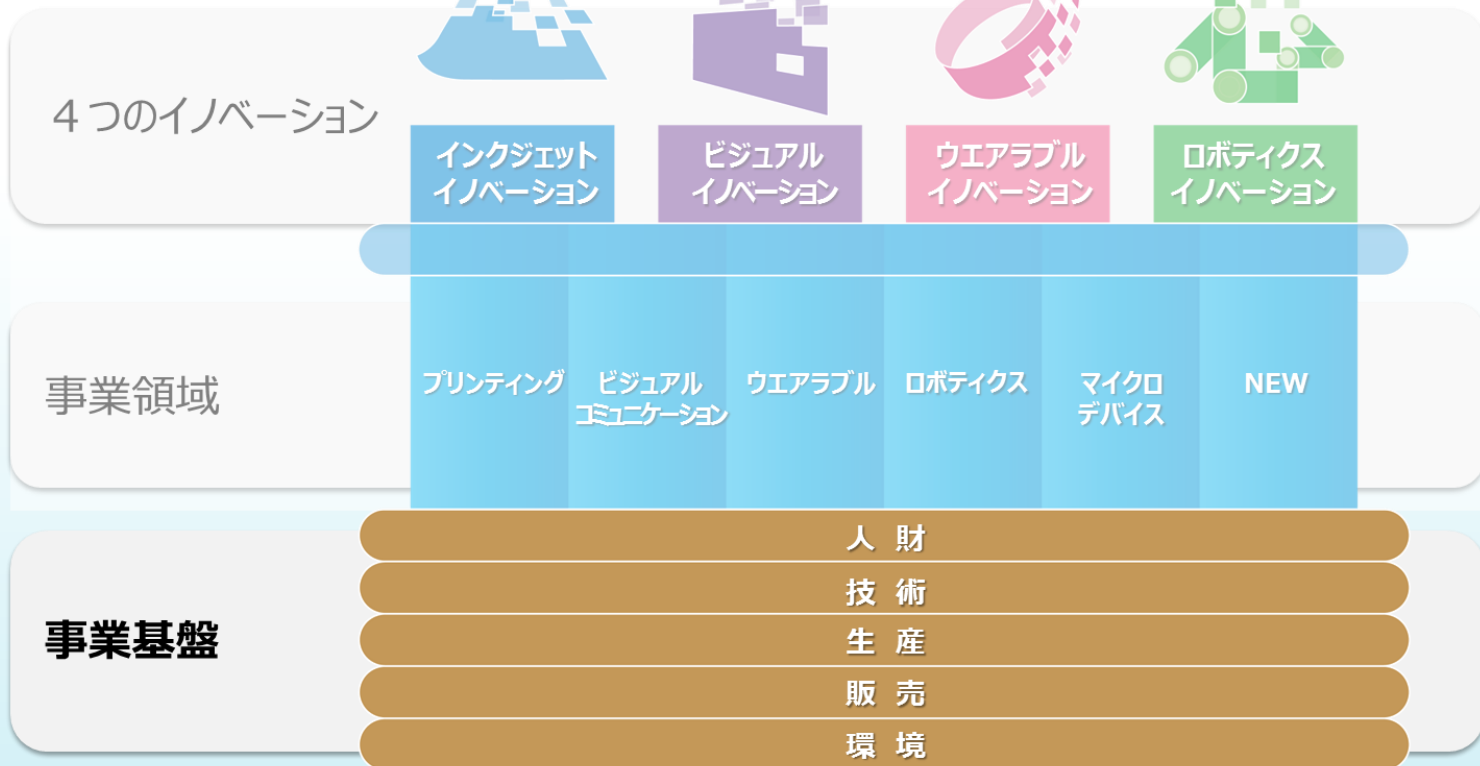 4つのイノベーション
インクジェット
イノベーション
ビジュアル
イノベーション
ウエアラブル
イノベーション
ロボティクス
イノベーション
事業領域
プリンティング
ビジュアル
コミュニケーション
ウエアラブル
ロボティクス
マイクロ
デバイス
NEW
事業基盤
人 財
技 術
生 産
販 売
環 境